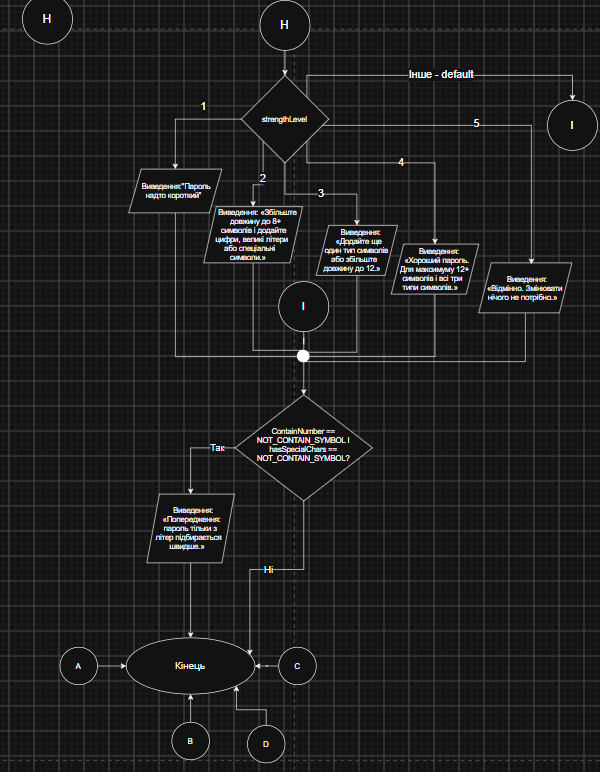 Н
Н
Інше - default
1
strengthLevel
5
І
4
2
3
Виведення:"Пароль
надто короткий"
Виведення: «Збільште
довжину до 8+
символів і додайте
цифри, великі літери
або спеціальні
символи.»
Виведення:
«Додайте ще
один тип символів
або збільште
довжину до 12.»
Виведення:
«Хороший пароль.
Для максимуму 12+
символів і всі три
типи символів.»
Виведення:
«Відмінно. Змінювати
нічого не потрібно.»
І
ContainNumber ==
NOT_CONTAIN_SYMBOL І
hasSpecialChars ==
NOT_CONTAIN_SYMBOL?
Так
Виведення:
«Попередження:
пароль тільки з
літер підбирається
швидше.»
Ні
A
Кінець
C
B
D